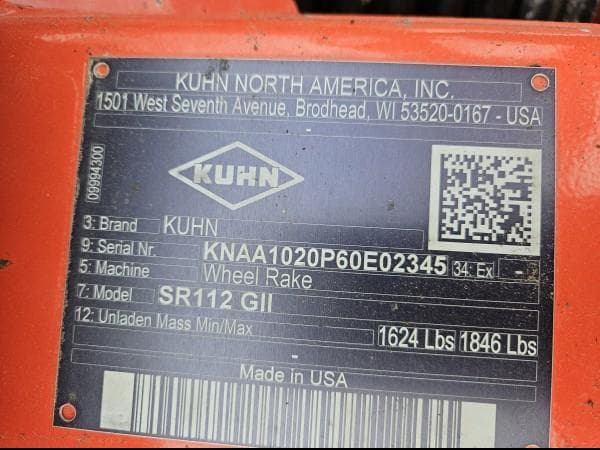 KUHN NORTH AMERICA, INC.
1501 West Seventh Avenue, Brodhead, WI 53520-0167 - USA
-
09994300
KUHN
3: Brand KUHN
9: Serial Nr. KNAA1020P60E02345 34: Ex -
5: Machine Wheel Rake
7: Model SR112 GII
12: Unladen Mass Min/Max 1624 Lbs 1846 Lbs
-
Made in USA